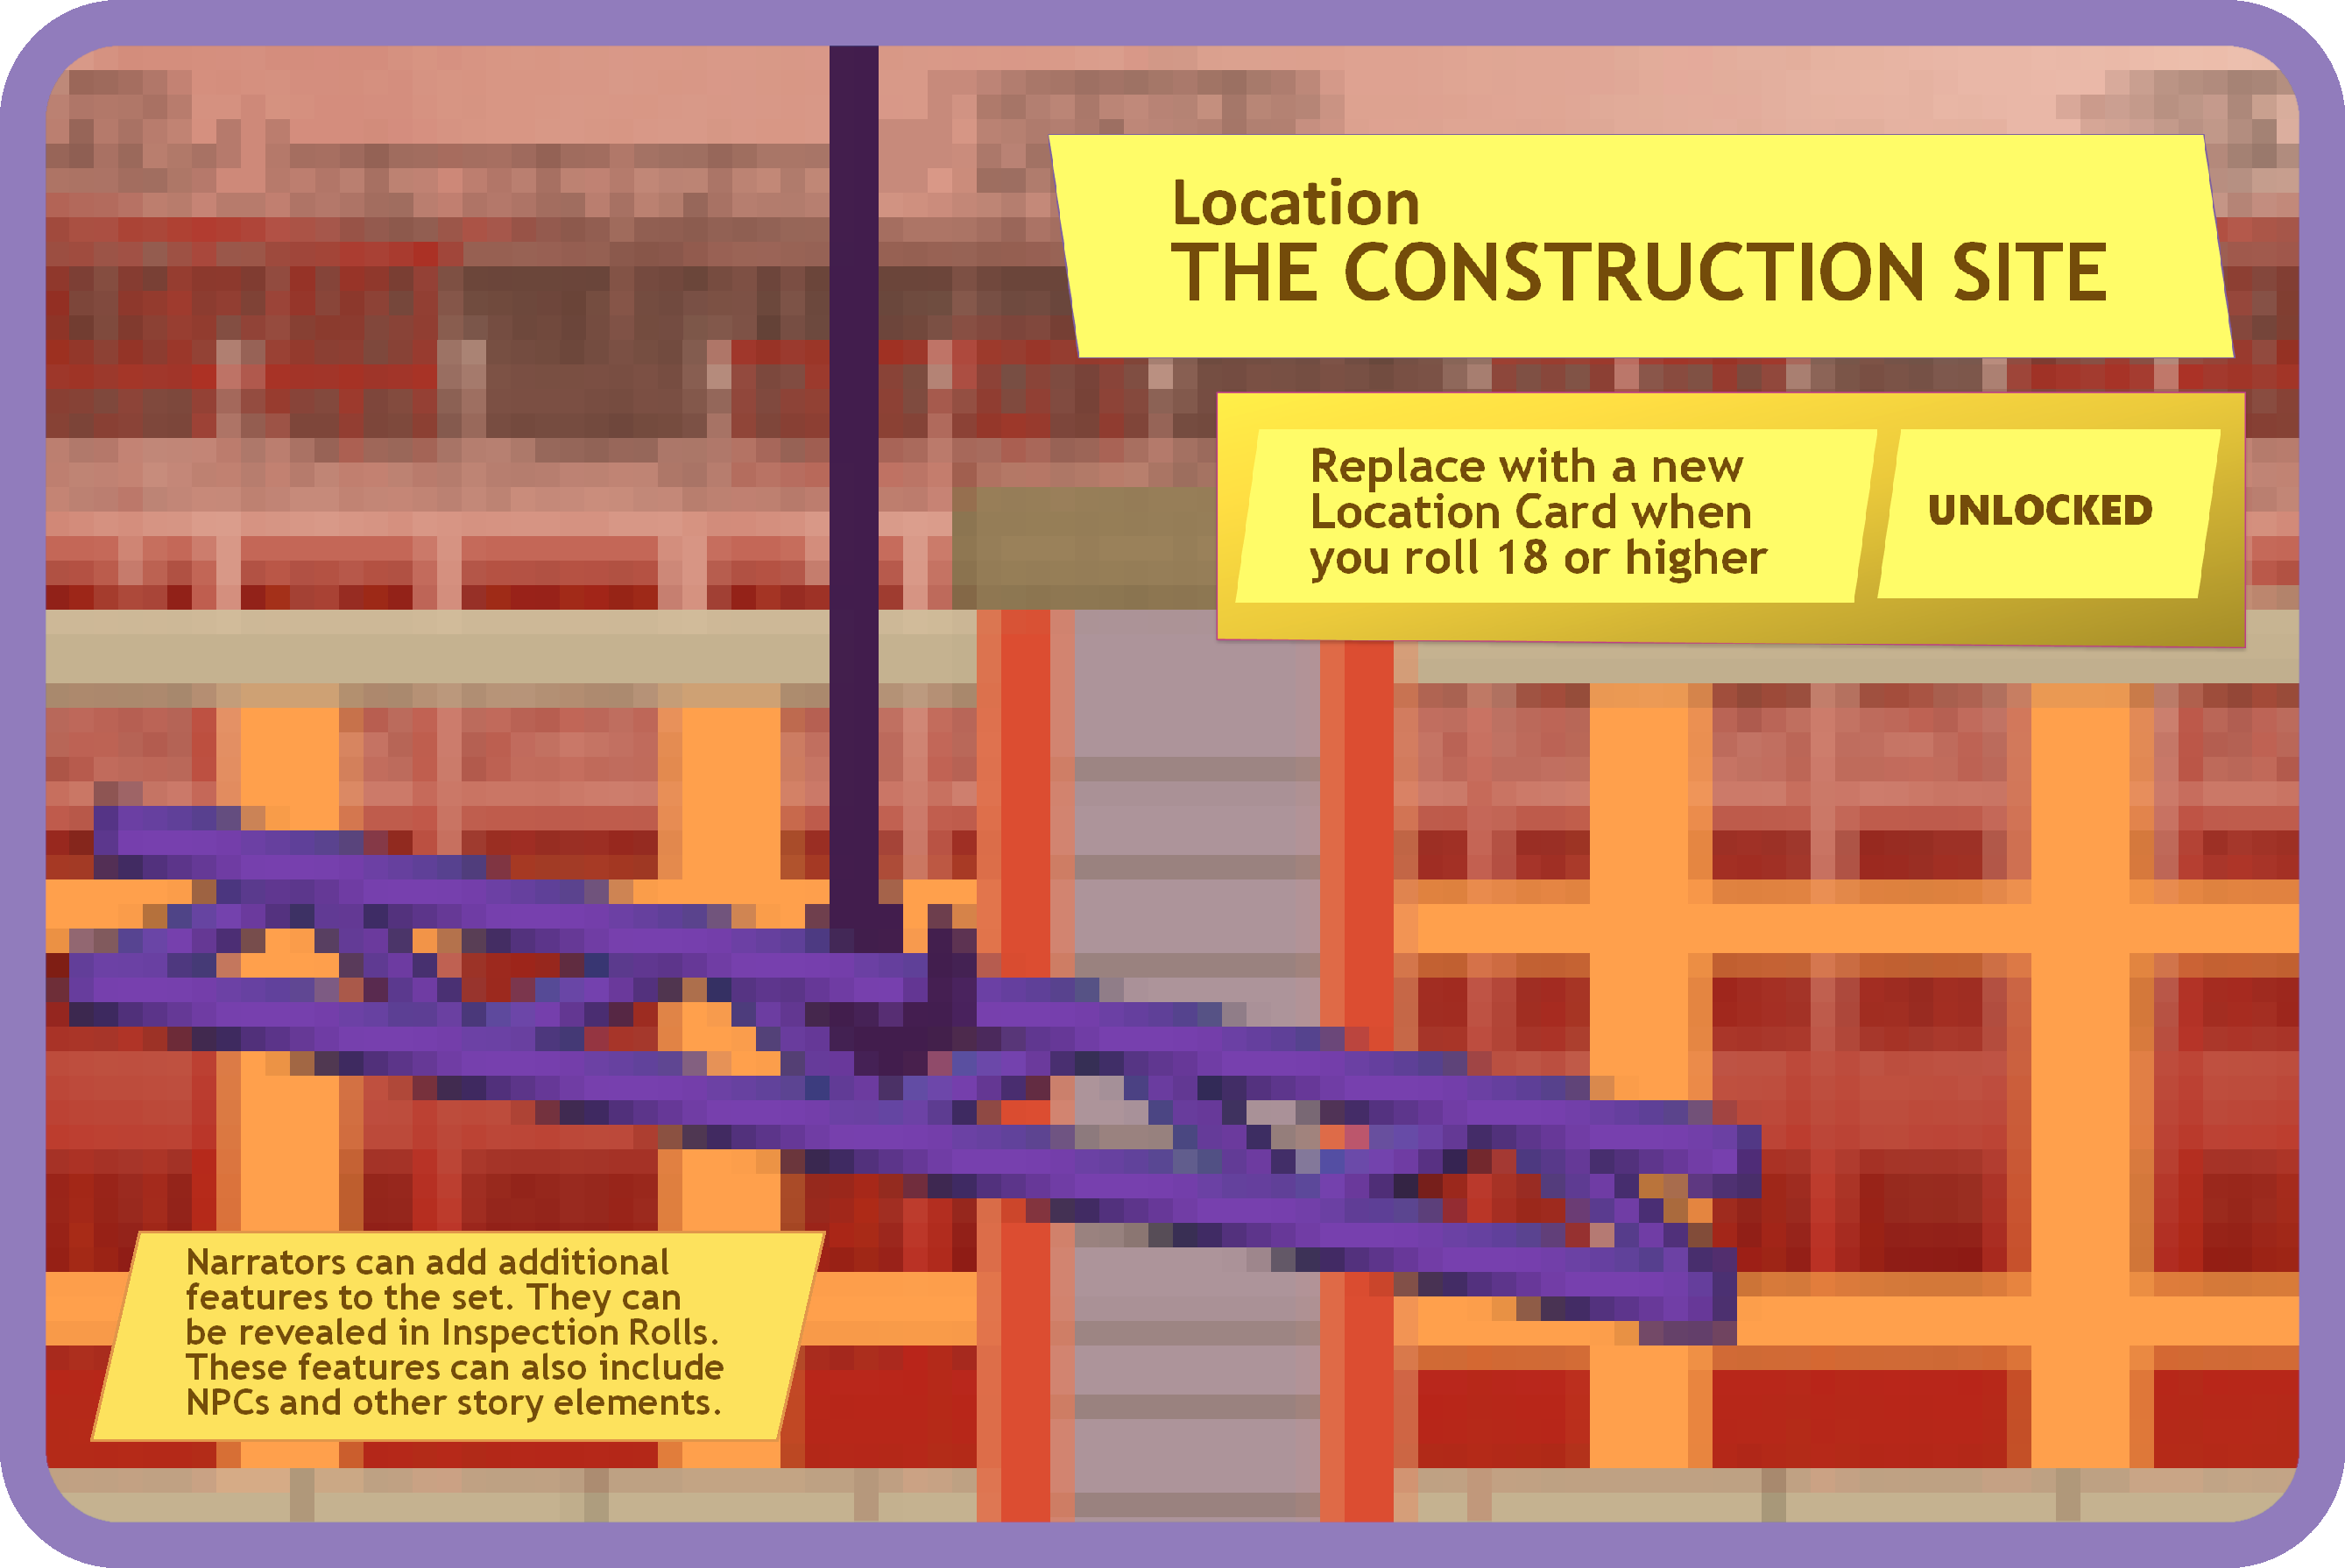 Location
THE CONSTRUCTION SITE
Replace with a new
Location Card when
you roll 18 or higher
UNLOCKED
Narrators can add additional
features to the set. They can
be revealed in Inspection Rolls.
These features can also include
NPCs and other story elements.